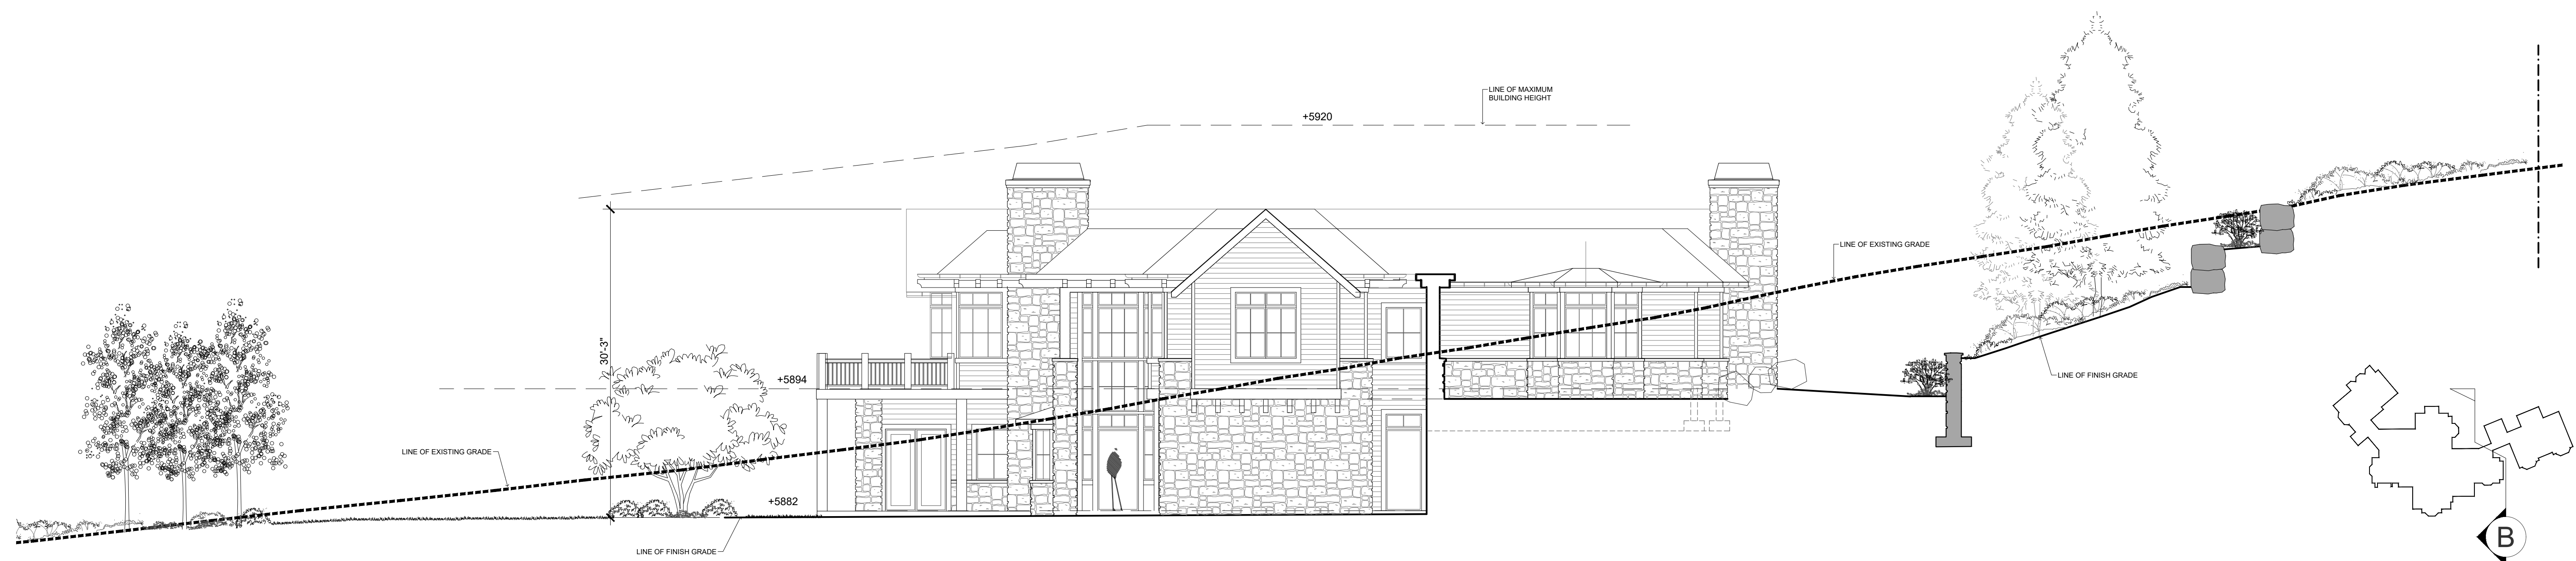 LINE OF MAXIMUM
BUILDING HEIGHT
+5920
LINE OF EXISTING GRADE
30'-3"
+5894
LINE OF FINISH GRADE
LINE OF EXISTING GRADE
+5882
LINE OF FINISH GRADE
B